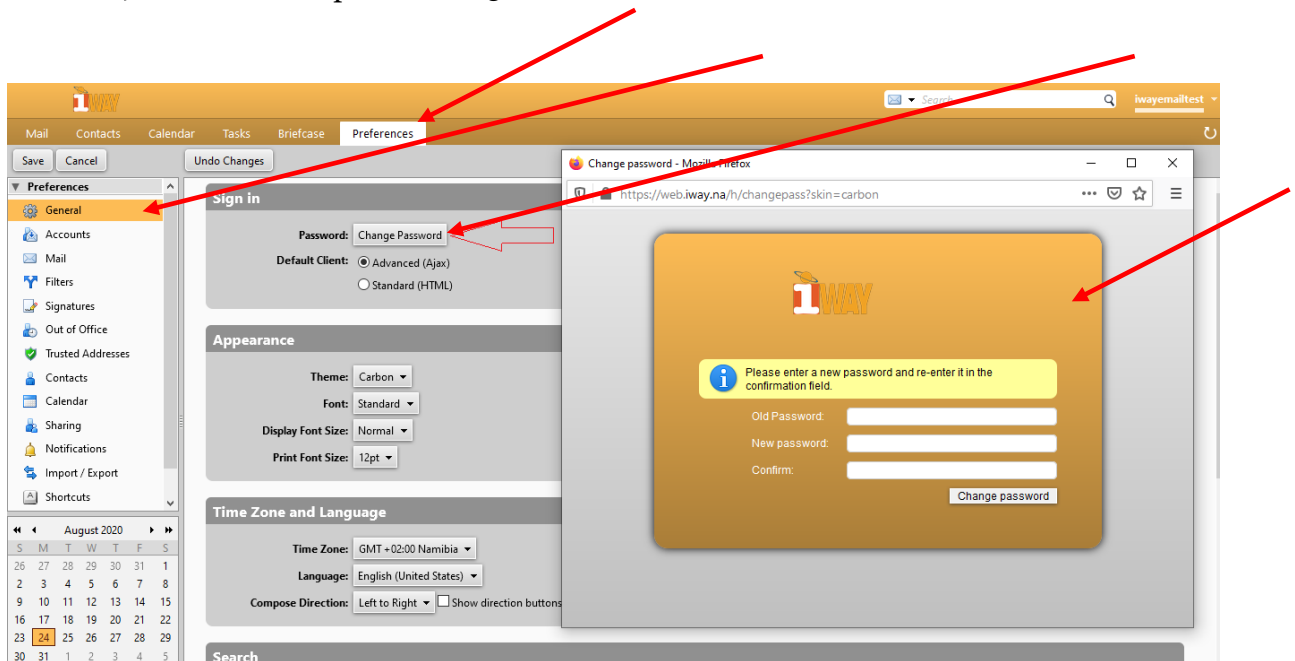 iWAY
Search
iwayemailtest
Mail Contacts Calendar Tasks Briefcase Preferences
Save Cancel Undo Changes
Preferences
General
Accounts
Mail
Filters
Signatures
Out of Office
Trusted Addresses
Contacts
Calendar
Sharing
Notifications
Import / Export
Shortcuts
August 2020
S M T W T F S
26 27 28 29 30 31 1
2 3 4 5 6 7 8
9 10 11 12 13 14 15
16 17 18 19 20 21 22
23 24 25 26 27 28 29
30 31 1 2 3 4 5
Sign in
Password: Change Password
Default Client: Advanced (Ajax)
Standard (HTML)
Appearance
Theme: Carbon
Font: Standard
Display Font Size: Normal
Print Font Size: 12pt
Time Zone and Language
Time Zone: GMT +02:00 Namibia
Language: English (United States)
Compose Direction: Left to Right Show direction buttons
Search
Change password - Mozilla Firefox
https://web.iway.na/h/changepass?skin=carbon
iWAY
Please enter a new password and re-enter it in the
confirmation field.
Old Password:
New password:
Confirm:
Change password